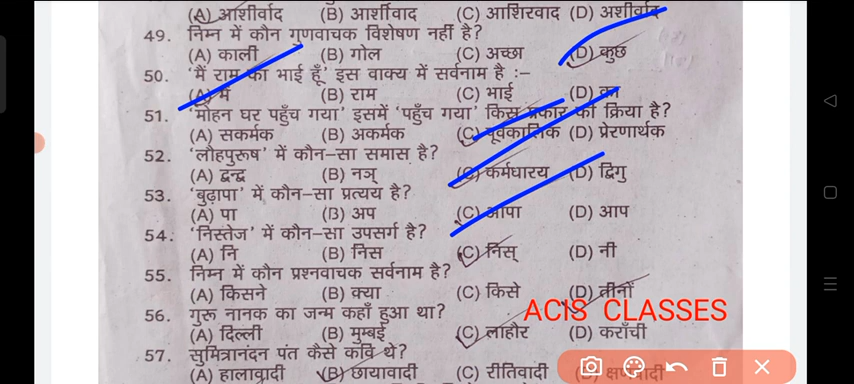 (A) आशीर्वाद (B) आर्शीवाद (C) आशिरवाद (D) अशीर्वाद
49. निम्न में कौन गुणवाचक विशेषण नहीं है?
(A) काली (B) गोल (C) अच्छा (D) कुछ
50. 'मैं राम का भाई हूँ' इस वाक्य में सर्वनाम है :–
(A) मैं (B) राम (C) भाई (D) का
51. 'मोहन घर पहुँच गया' इसमें 'पहुँच गया' किस प्रकार की क्रिया है?
(A) सकर्मक (B) अकर्मक (C) पूर्वकालिक (D) प्रेरणार्थक
52. 'लौहपुरूष' में कौन–सा समास है?
(A) द्वन्द्व (B) नञ् (C) कर्मधारय (D) द्विगु
53. 'बुढ़ापा' में कौन–सा प्रत्यय है?
(A) पा (B) अप (C) आपा (D) आप
54. 'निस्तेज' में कौन–सा उपसर्ग है?
(A) नि (B) निस (C) निस् (D) नी
55. निम्न में कौन प्रश्नवाचक सर्वनाम है?
(A) किसने (B) क्या (C) किसे (D) तीनों
ACIS CLASSES
56. गुरू नानक का जन्म कहाँ हुआ था?
(A) दिल्ली (B) मुम्बई (C) लाहौर (D) कराँची
57. सुमित्रानंदन पंत कैसे कवि थे?
(A) हालावादी (B) छायावादी (C) रीतिवादी (D) क्षणवादी